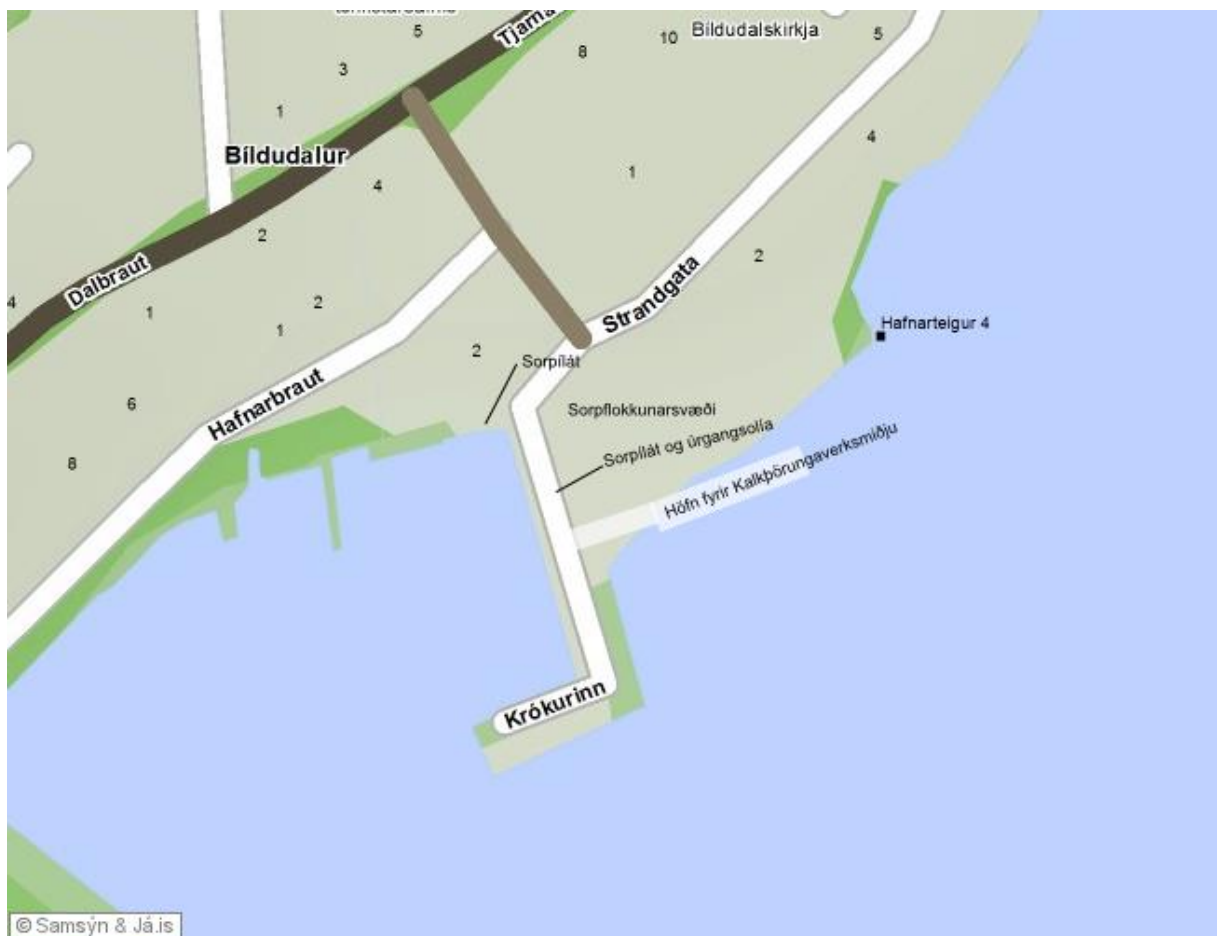 5
Tjarna
8
10
Bíldudalskirkja
5
3
1
Bíldudalur
4
4
1
2
2
Dalbraut
4
1
2
1
Strandgata
Hafnarteigur 4
2
Sorpílát
Hafnarbraut
6
8
Sorpflokkunarsvæði
Sorpílát og úrgangsolía
Höfn fyrir Kalkþörungaverksmiðju
Krókurinn
© Samsýn & Já.is